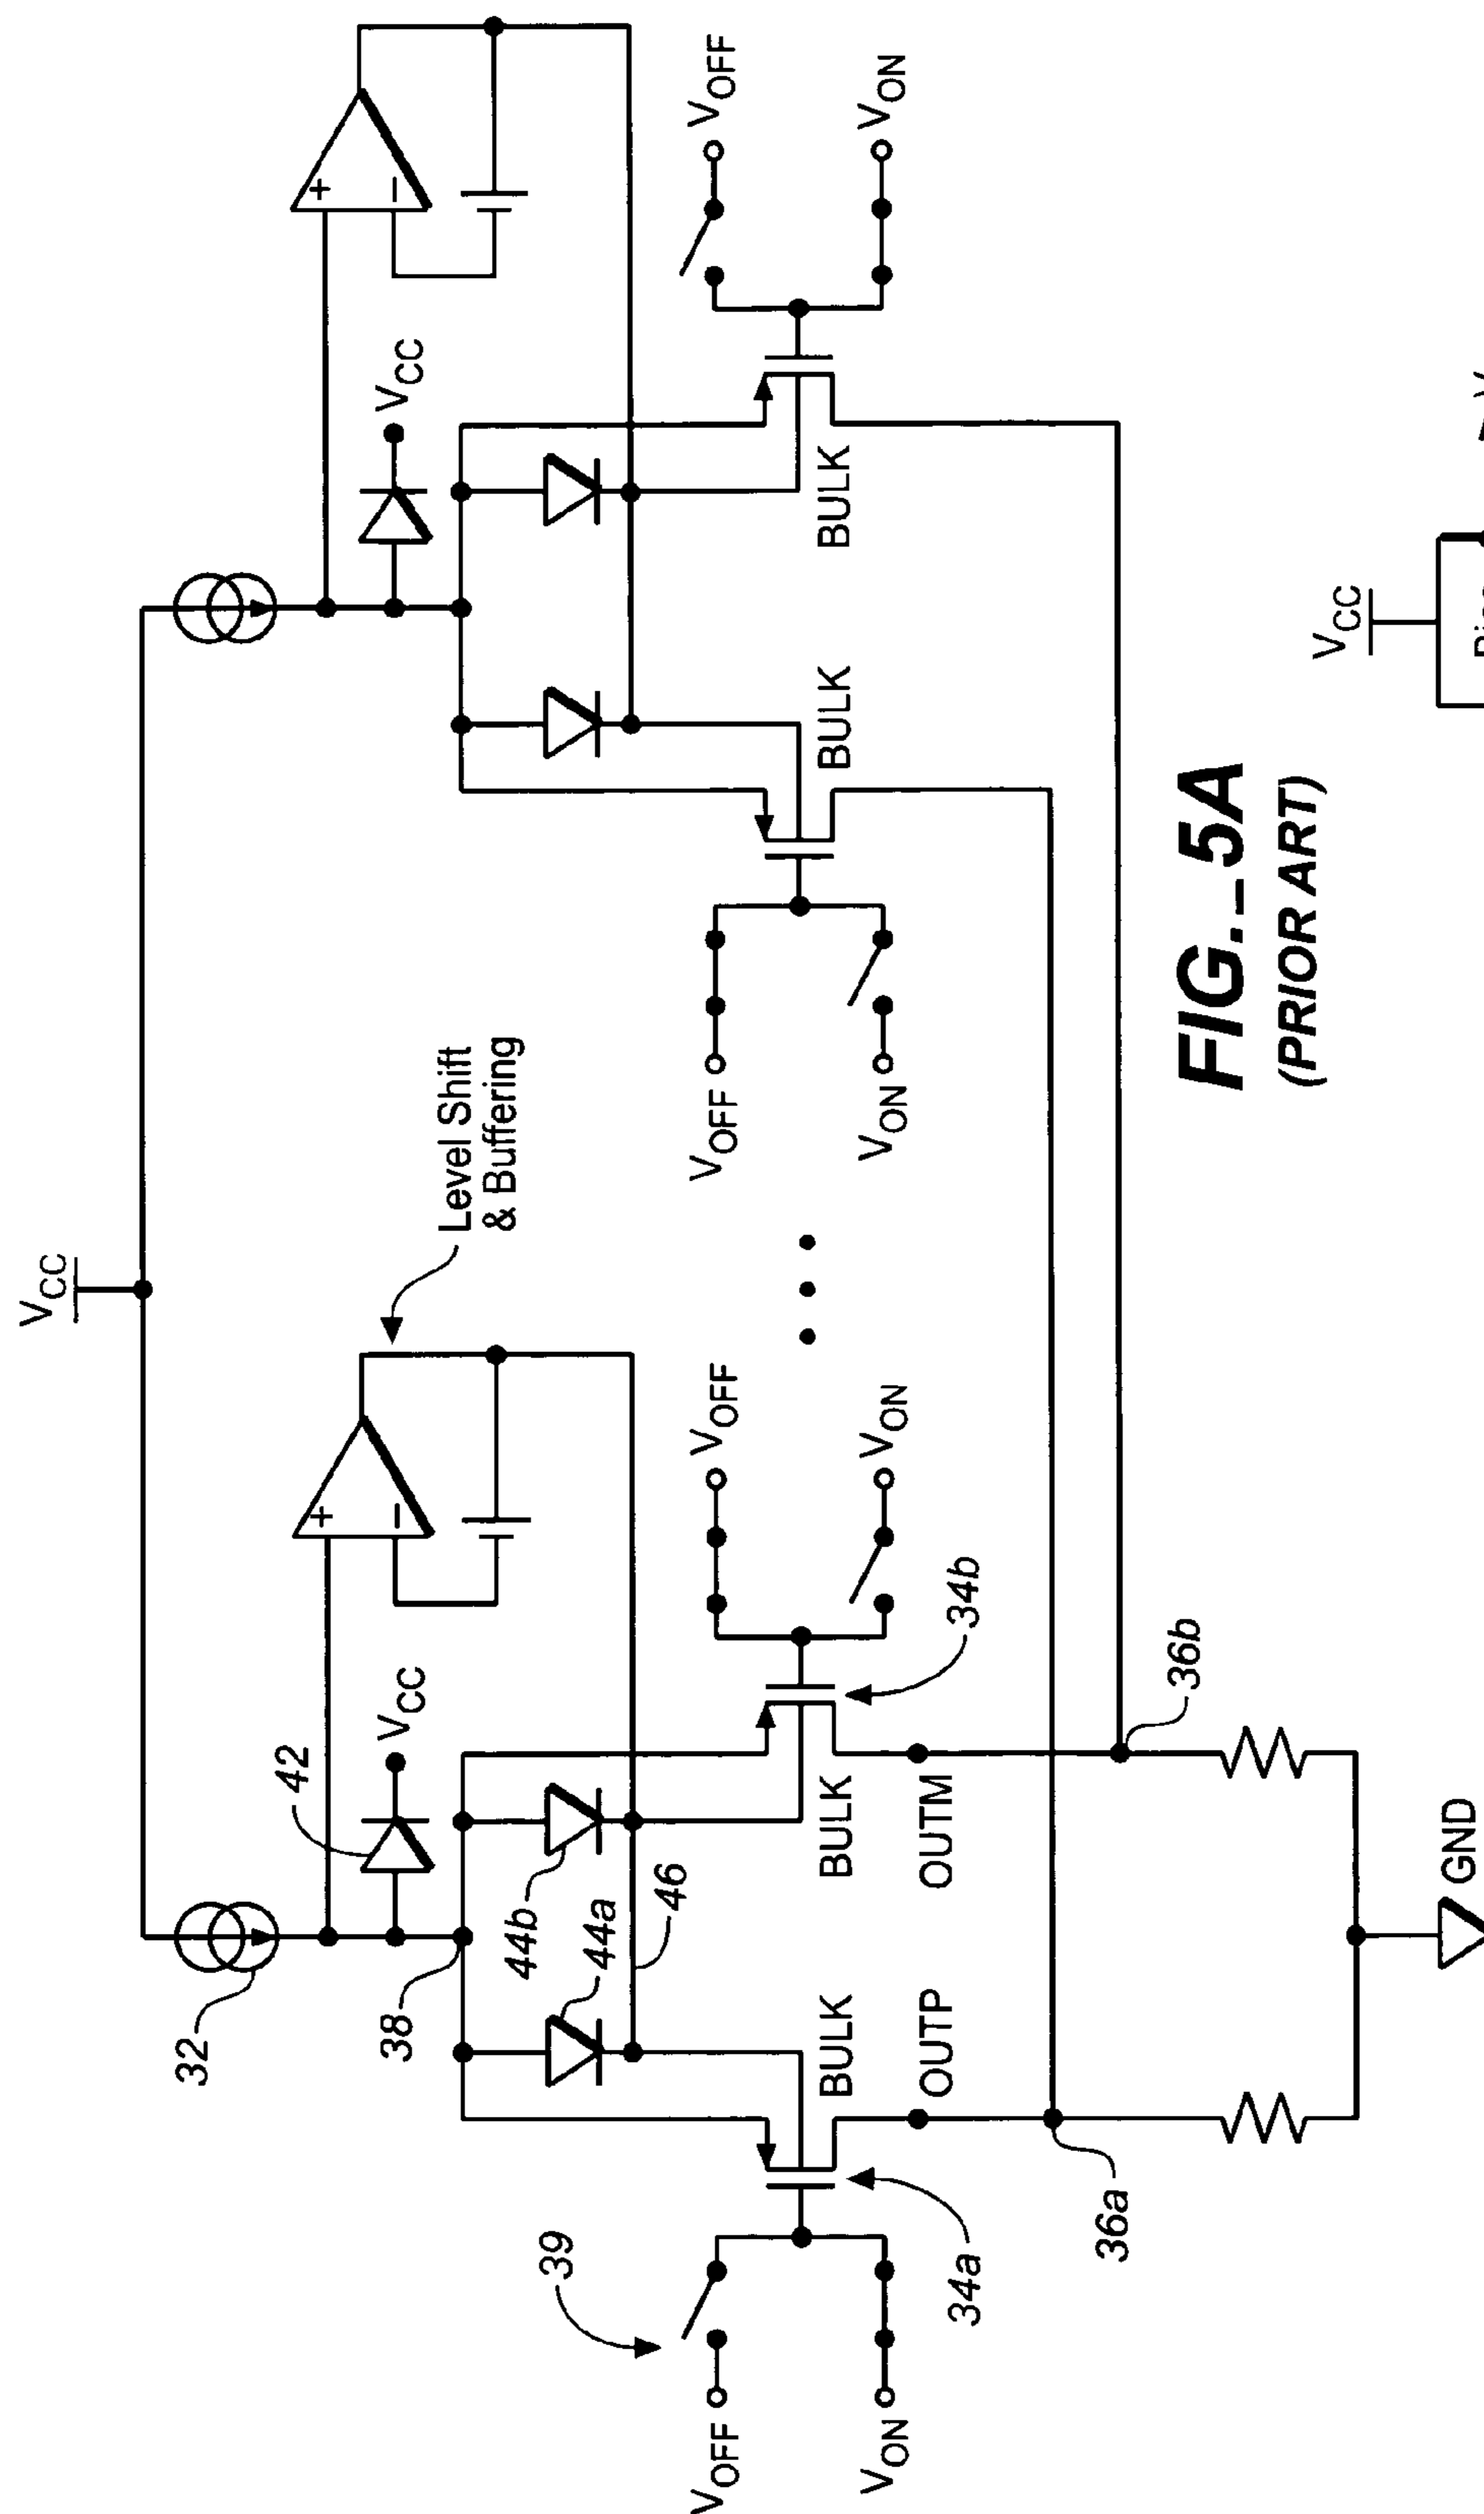 V_CC
32
42
V_CC
+
−
Level Shift
& Buffering
V_CC
+
−
38
44b
44a
46
39
V_OFF
V_ON
BULK
BULK
V_OFF
V_ON
V_OFF
V_ON
BULK
BULK
V_OFF
V_ON
34a
OUTP
OUTM
34b
36a
36b
GND
FIG._5A
(PRIOR ART)
V_CC